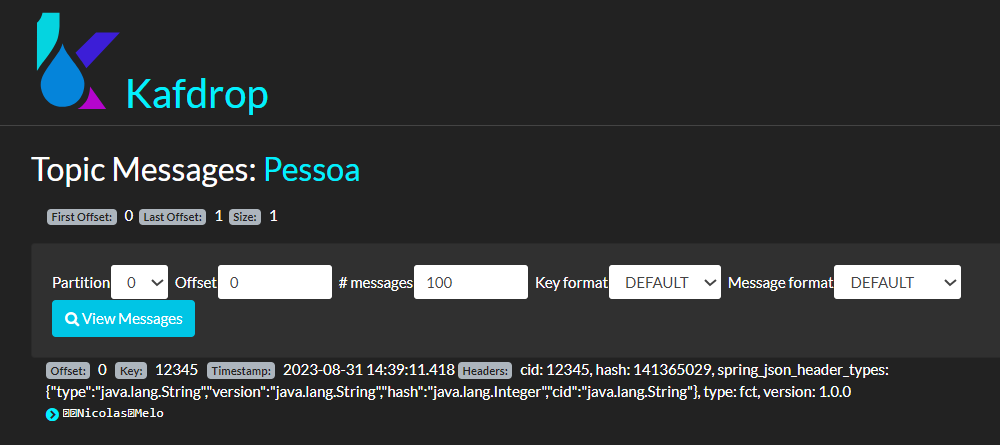 Kafdrop
Topic Messages: Pessoa
First Offset: 0 Last Offset: 1 Size: 1
Partition 0 Offset 0 # messages 100 Key format DEFAULT Message format DEFAULT
View Messages
Offset: 0 Key: 12345 Timestamp: 2023-08-31 14:39:11.418 Headers: cid: 12345, hash: 141365029, spring_json_header_types:
{"type":"java.lang.String","version":"java.lang.String","hash":"java.lang.Integer","cid":"java.lang.String"}, type: fct, version: 1.0.0
Nicolas Melo